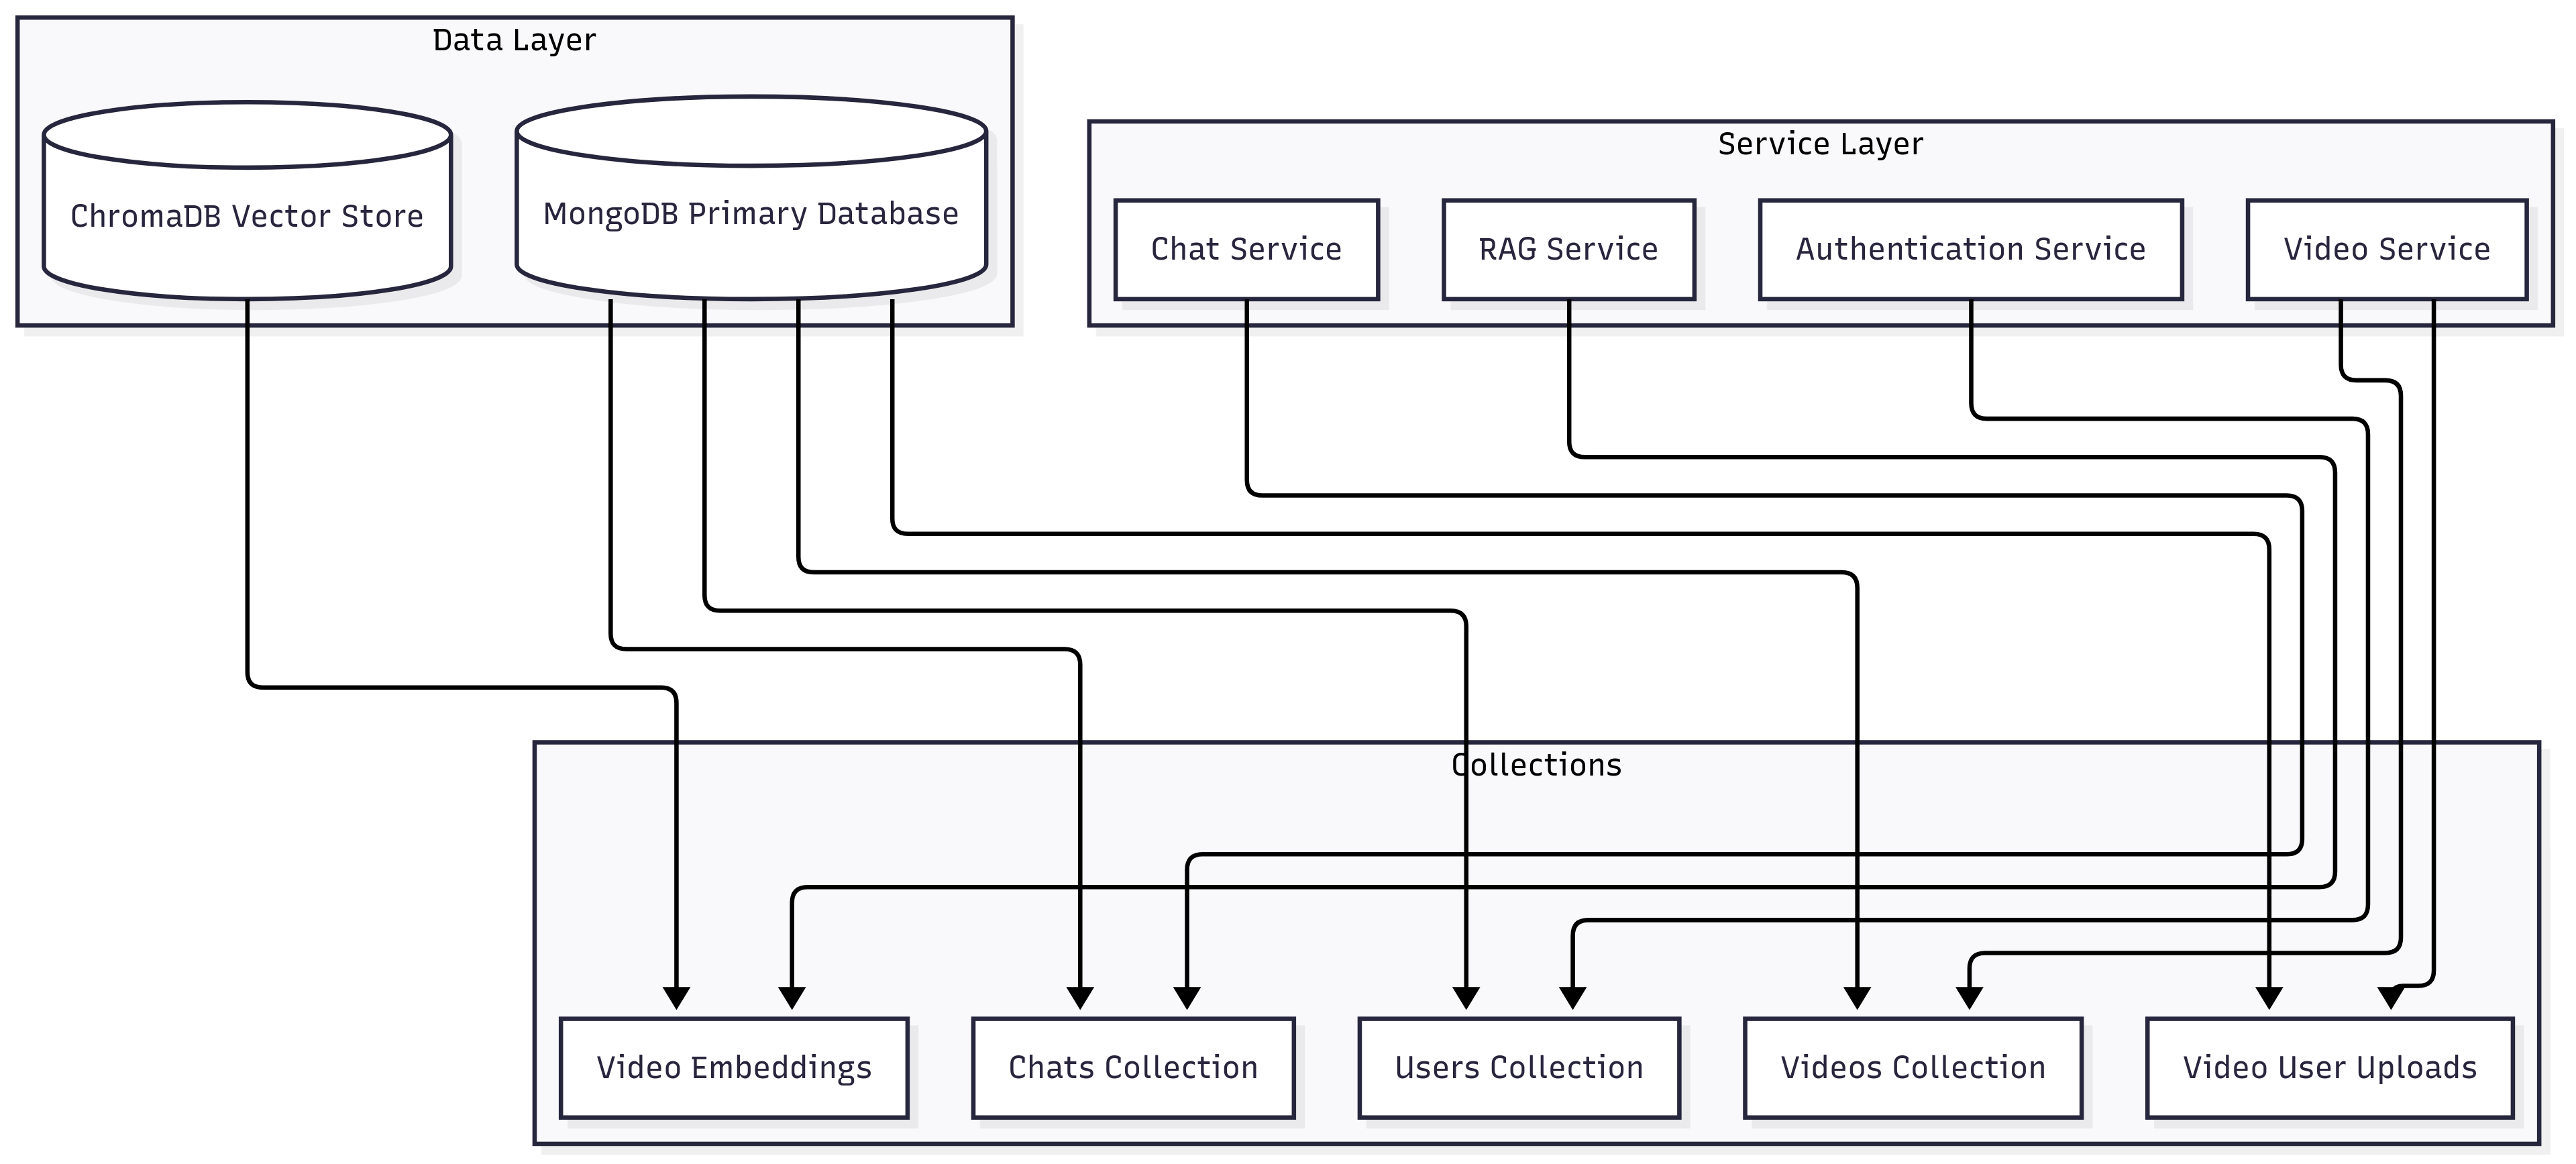 Data Layer
ChromaDB Vector Store
MongoDB Primary Database
Service Layer
Chat Service
RAG Service
Authentication Service
Video Service
Collections
Video Embeddings
Chats Collection
Users Collection
Videos Collection
Video User Uploads